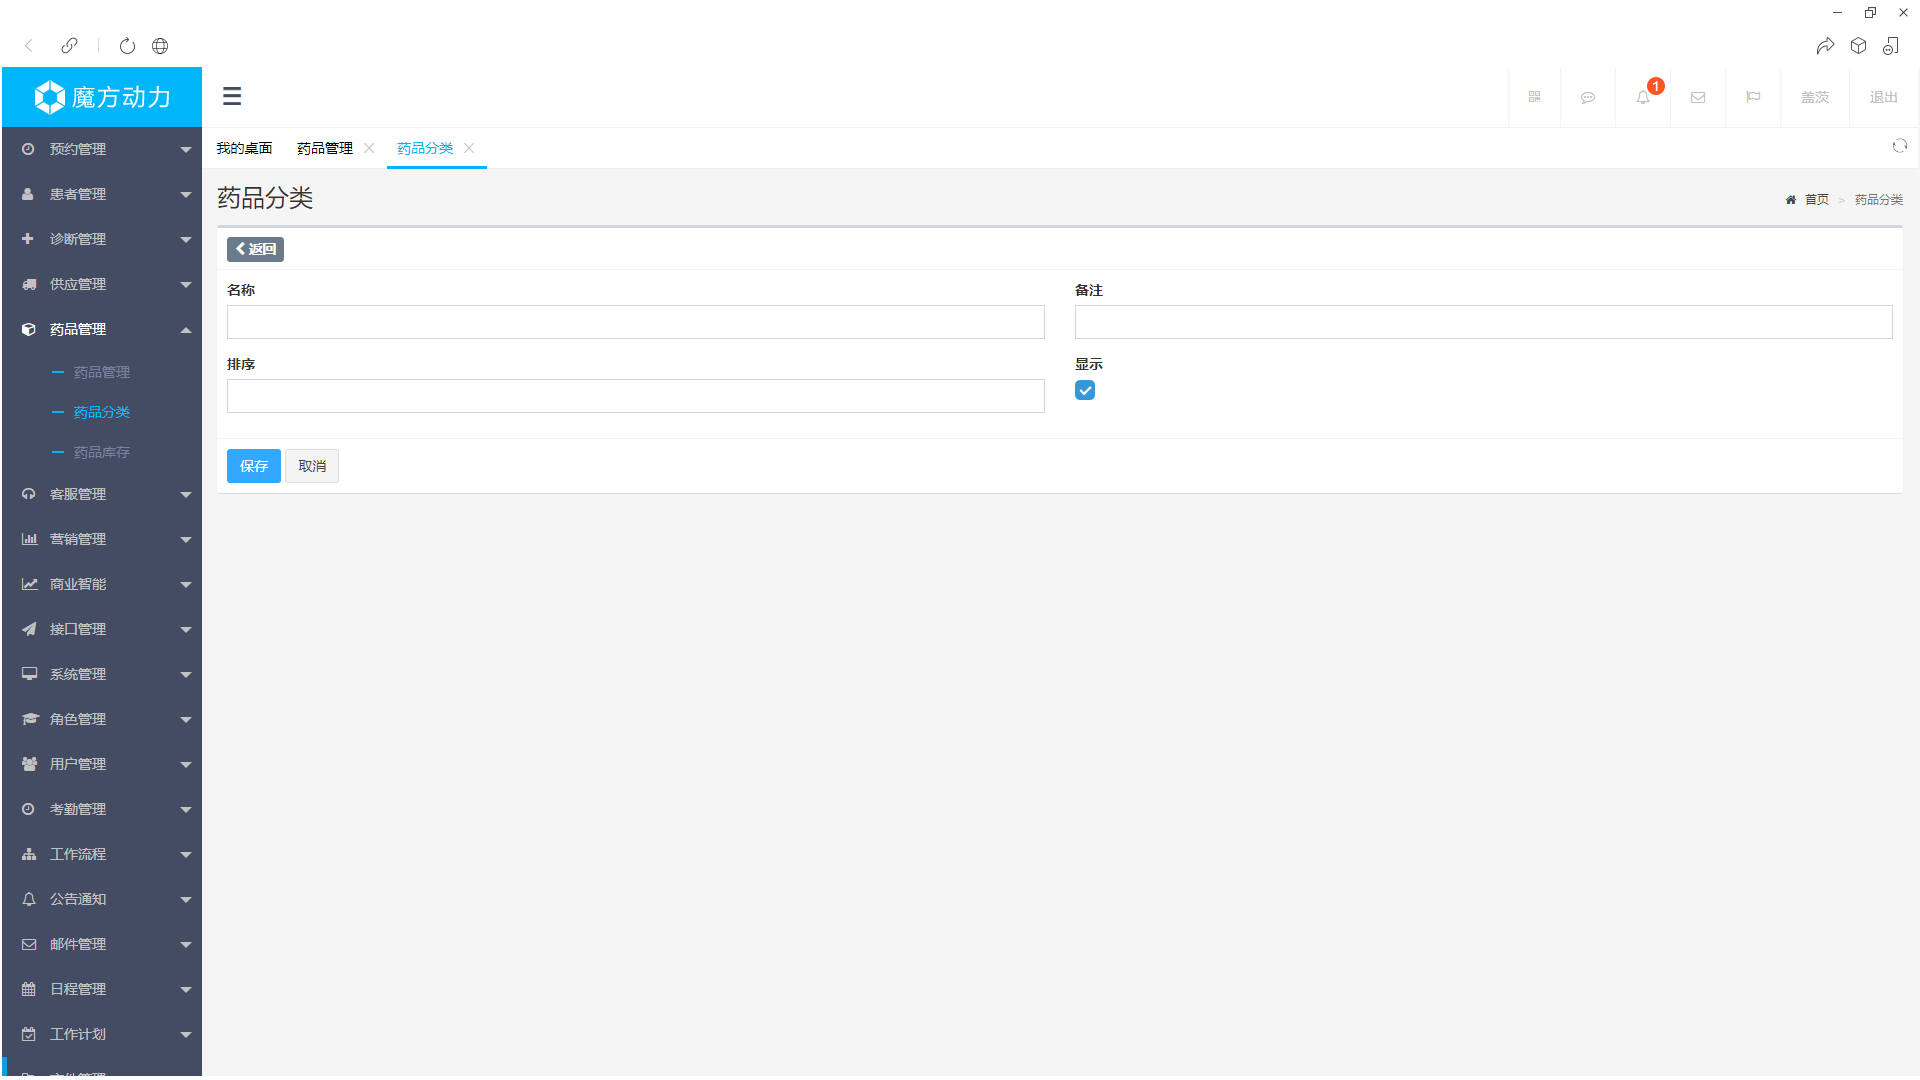 魔方动力
1
盖茨
退出
我的桌面
药品管理
药品分类
药品分类
首页 > 药品分类
返回
名称
备注
排序
显示
保存
取消
预约管理
患者管理
诊断管理
供应管理
药品管理
药品管理
药品分类
药品库存
客服管理
营销管理
商业智能
接口管理
系统管理
角色管理
用户管理
考勤管理
工作流程
公告通知
邮件管理
日程管理
工作计划
文件管理